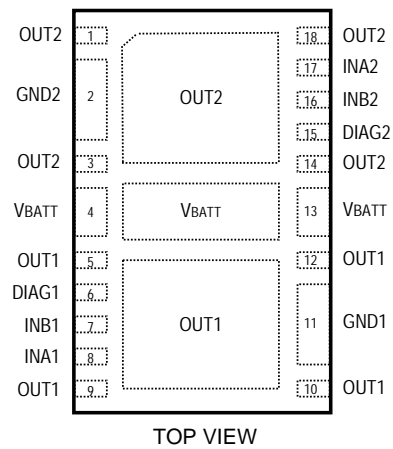 OUT2 1 18 OUT2
17 INA2
GND2 2 OUT2 16 INB2
15 DIAG2
OUT2 3 14 OUT2
VBATT 4 VBATT 13 VBATT
OUT1 5 12 OUT1
DIAG1 6
INB1 7 OUT1 11 GND1
INA1 8
OUT1 9 10 OUT1
TOP VIEW